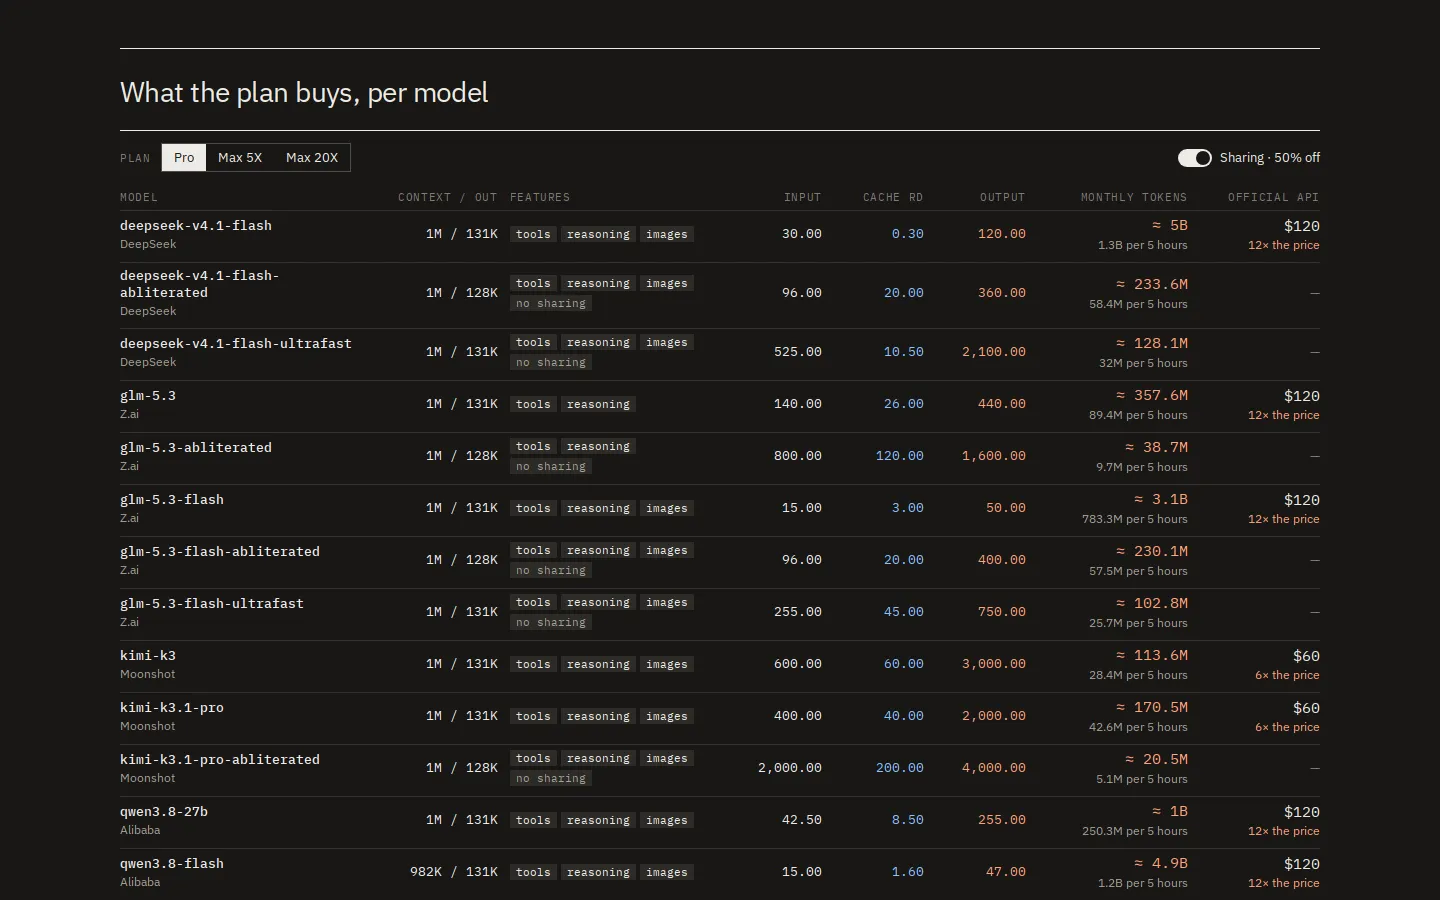 What the plan buys, per model
PLAN Pro Max 5X Max 20X Sharing · 50% off
MODEL CONTEXT / OUT FEATURES INPUT CACHE RD OUTPUT MONTHLY TOKENS OFFICIAL API
deepseek-v4.1-flash 1M / 131K tools reasoning images 30.00 0.30 120.00 ≈ 5B $120
DeepSeek 1.3B per 5 hours 12× the price
deepseek-v4.1-flash-
abliterated 1M / 128K tools reasoning images 96.00 20.00 360.00 ≈ 233.6M —
DeepSeek no sharing 58.4M per 5 hours
deepseek-v4.1-flash-ultrafast 1M / 131K tools reasoning images 525.00 10.50 2,100.00 ≈ 128.1M —
DeepSeek no sharing 32M per 5 hours
glm-5.3 1M / 131K tools reasoning 140.00 26.00 440.00 ≈ 357.6M $120
Z.ai 89.4M per 5 hours 12× the price
glm-5.3-abliterated 1M / 128K tools reasoning 800.00 120.00 1,600.00 ≈ 38.7M —
Z.ai no sharing 9.7M per 5 hours
glm-5.3-flash 1M / 131K tools reasoning images 15.00 3.00 50.00 ≈ 3.1B $120
Z.ai 783.3M per 5 hours 12× the price
glm-5.3-flash-abliterated 1M / 128K tools reasoning images 96.00 20.00 400.00 ≈ 230.1M —
Z.ai no sharing 57.5M per 5 hours
glm-5.3-flash-ultrafast 1M / 131K tools reasoning images 255.00 45.00 750.00 ≈ 102.8M —
Z.ai no sharing 25.7M per 5 hours
kimi-k3 1M / 131K tools reasoning images 600.00 60.00 3,000.00 ≈ 113.6M $60
Moonshot 28.4M per 5 hours 6× the price
kimi-k3.1-pro 1M / 131K tools reasoning images 400.00 40.00 2,000.00 ≈ 170.5M $60
Moonshot 42.6M per 5 hours 6× the price
kimi-k3.1-pro-abliterated 1M / 128K tools reasoning images 2,000.00 200.00 4,000.00 ≈ 20.5M —
Moonshot no sharing 5.1M per 5 hours
qwen3.8-27b 1M / 131K tools reasoning images 42.50 8.50 255.00 ≈ 1B $120
Alibaba 250.3M per 5 hours 12× the price
qwen3.8-flash 982K / 131K tools reasoning images 15.00 1.60 47.00 ≈ 4.9B $120
Alibaba 1.2B per 5 hours 12× the price